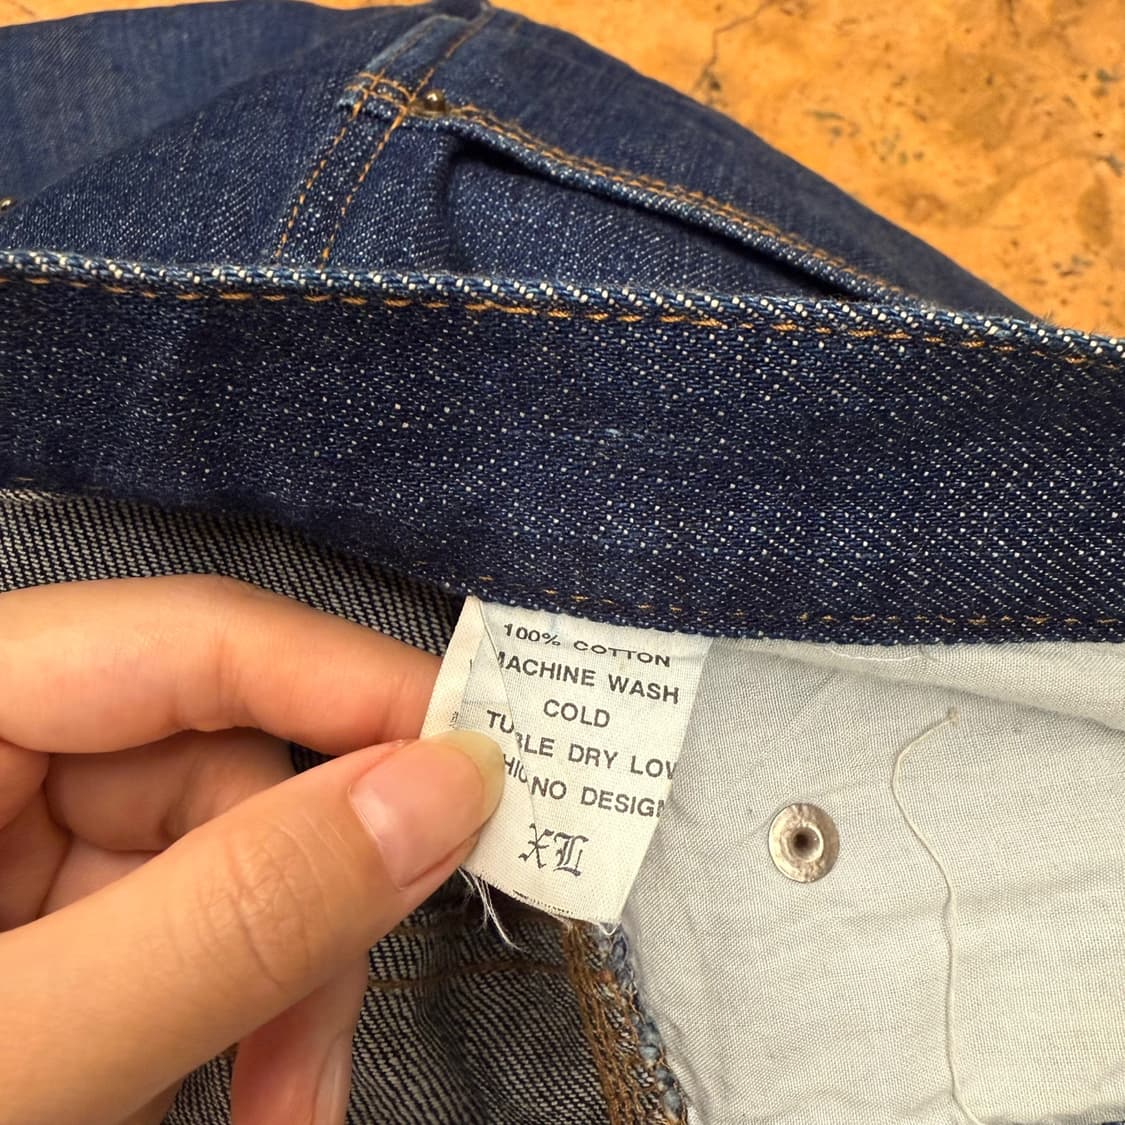 100% COTTON
MACHINE WASH
COLD
DRY LOW
NO DESIGN
XL